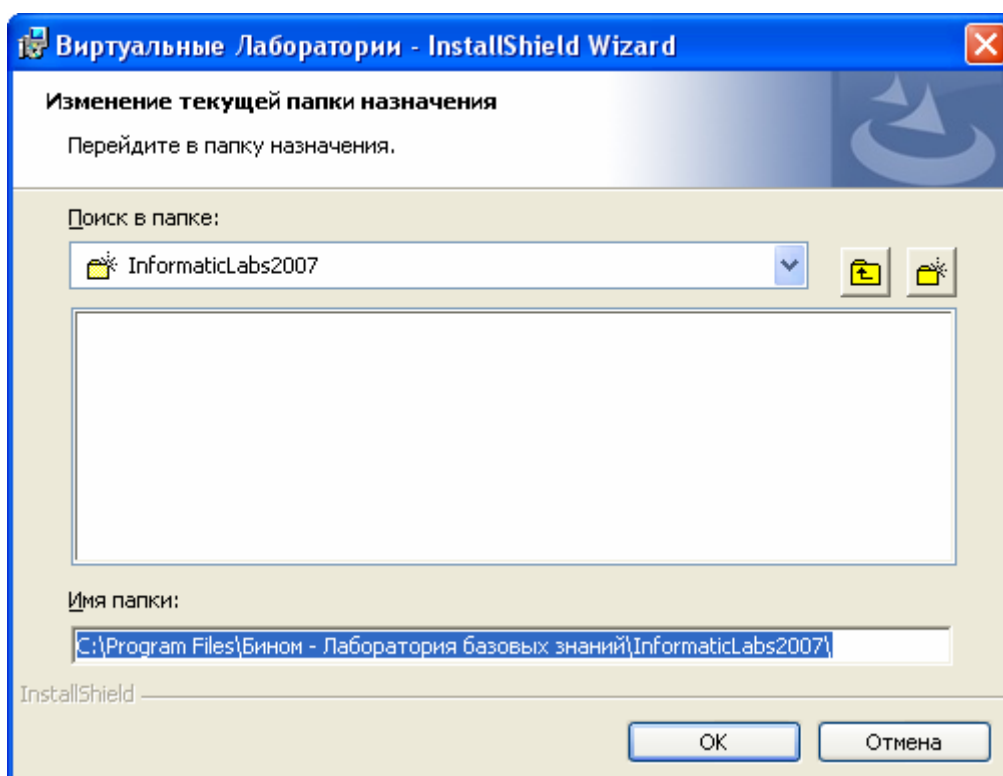 Виртуальные Лаборатории - InstallShield Wizard
Изменение текущей папки назначения
Перейдите в папку назначения.
Поиск в папке:
InformaticLabs2007
Имя папки:
C:\Program Files\Бином - Лаборатория базовых знаний\InformaticLabs2007\
InstallShield
ОК Отмена